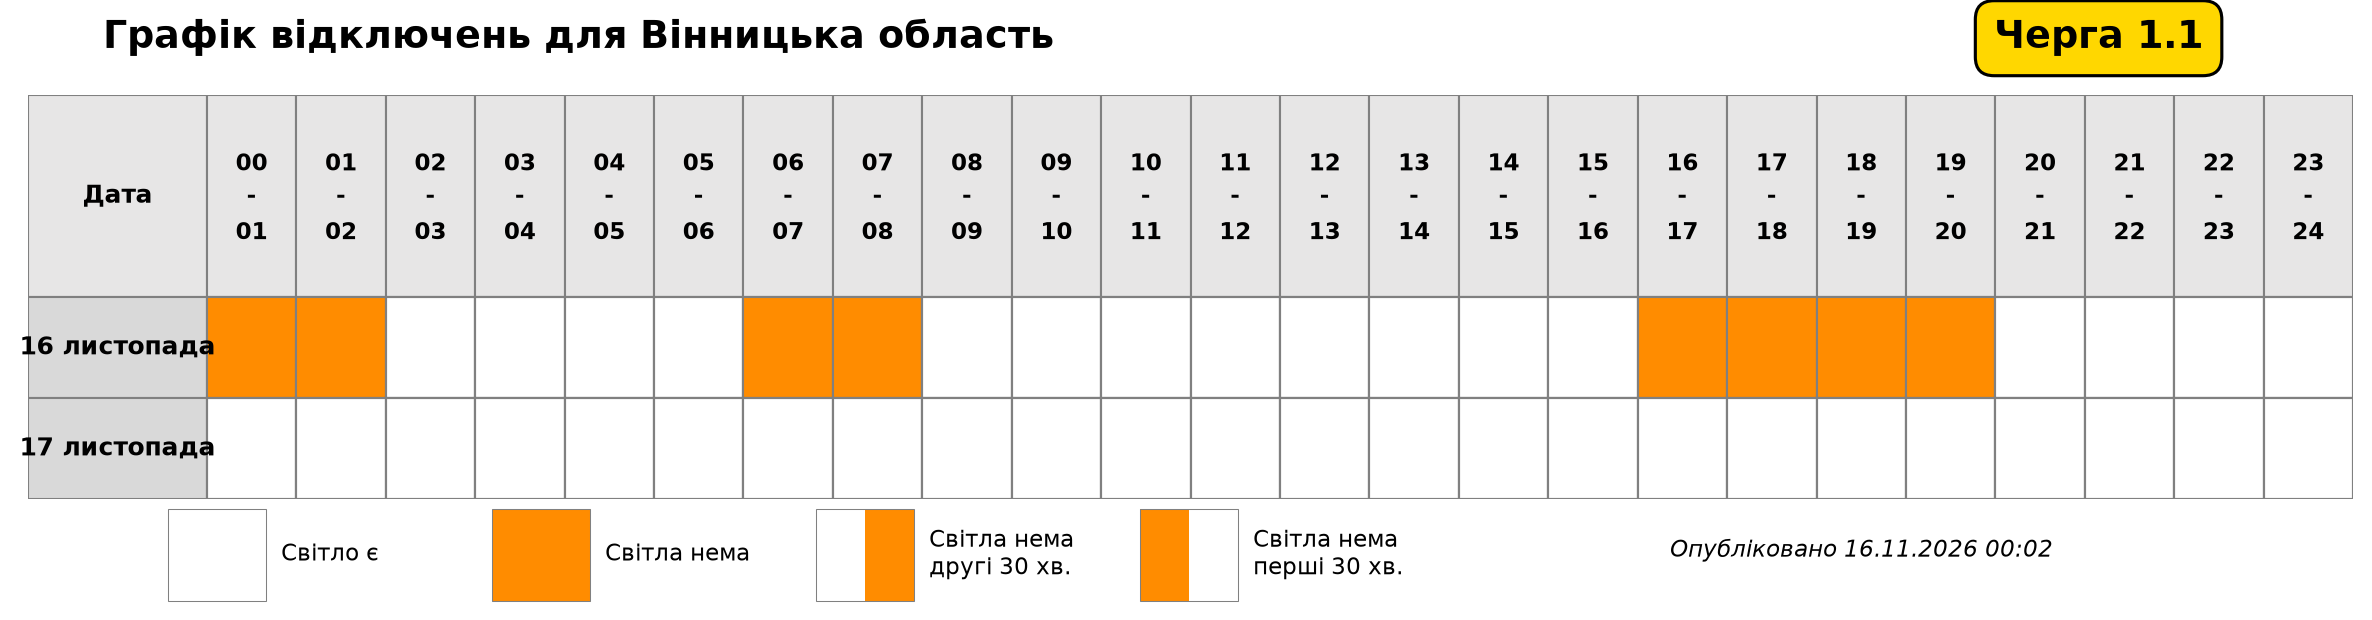 Графік відключень для Вінницька область
Черга 1.1
Дата
00 - 01
01 - 02
02 - 03
03 - 04
04 - 05
05 - 06
06 - 07
07 - 08
08 - 09
09 - 10
10 - 11
11 - 12
12 - 13
13 - 14
14 - 15
15 - 16
16 - 17
17 - 18
18 - 19
19 - 20
20 - 21
21 - 22
22 - 23
23 - 24
16 листопада
17 листопада
Світло є
Світла нема
Світла нема
другі 30 хв.
Світла нема
перші 30 хв.
Опубліковано 16.11.2026 00:02